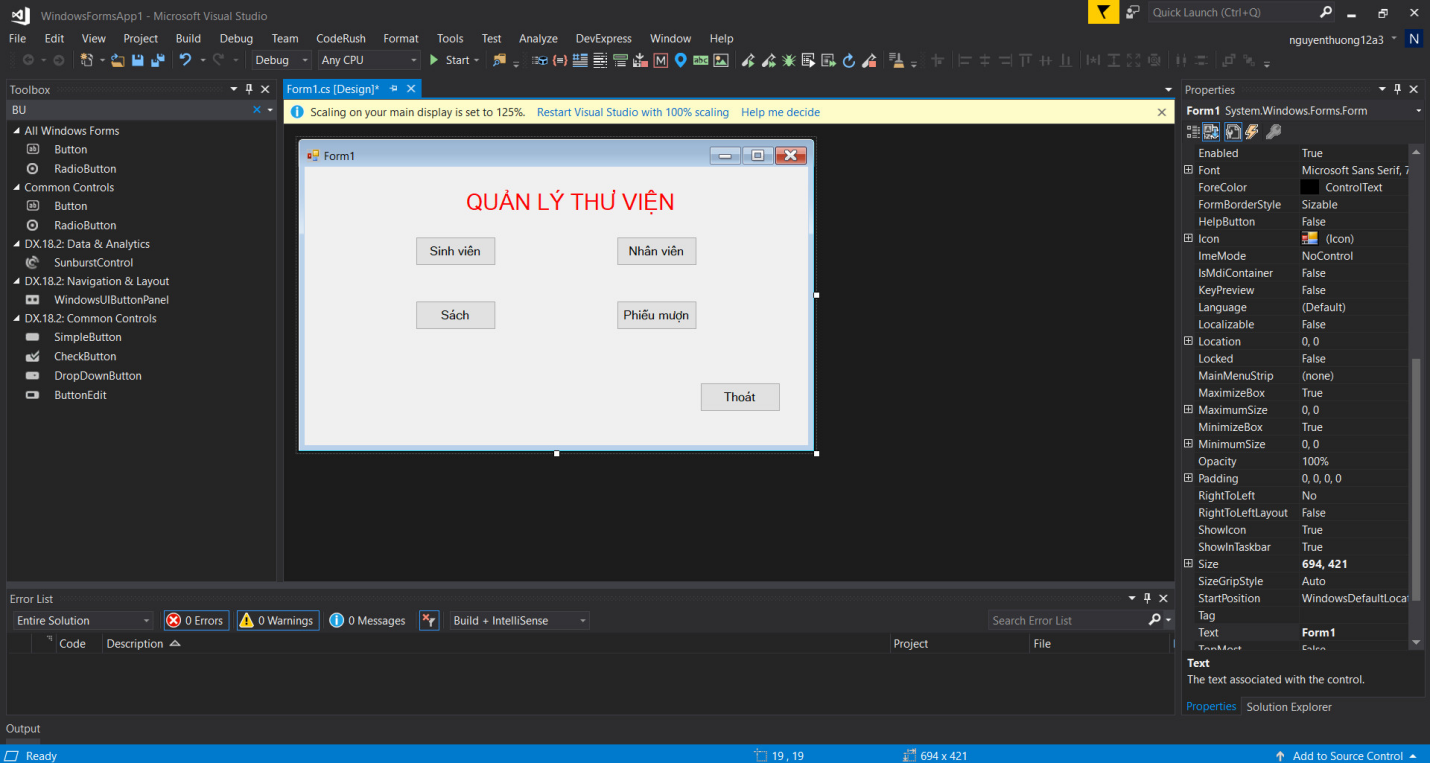 WindowsFormsApp1 - Microsoft Visual Studio
Quick Launch (Ctrl+Q)
File Edit View Project Build Debug Team CodeRush Format Tools Test Analyze DevExpress Window Help
nguyenthuong12a3 N
Debug Any CPU Start
Toolbox
BU
All Windows Forms
Button
RadioButton
Common Controls
Button
RadioButton
DX.18.2: Data & Analytics
SunburstControl
DX.18.2: Navigation & Layout
WindowsUIButtonPanel
DX.18.2: Common Controls
SimpleButton
CheckButton
DropDownButton
ButtonEdit
Form1.cs [Design]*
Scaling on your main display is set to 125%. Restart Visual Studio with 100% scaling Help me decide
Form1
QUẢN LÝ THƯ VIỆN
Sinh viên Nhân viên
Sách Phiếu mượn
Thoát
Properties
Form1 System.Windows.Forms.Form
Enabled True
Font Microsoft Sans Serif, 7
ForeColor ControlText
FormBorderStyle Sizable
HelpButton False
Icon (Icon)
ImeMode NoControl
IsMdiContainer False
KeyPreview False
Language (Default)
Localizable False
Location 0, 0
Locked False
MainMenuStrip (none)
MaximizeBox True
MaximumSize 0, 0
MinimizeBox True
MinimumSize 0, 0
Opacity 100%
Padding 0, 0, 0, 0
RightToLeft No
RightToLeftLayout False
ShowIcon True
ShowInTaskbar True
Size 694, 421
SizeGripStyle Auto
StartPosition WindowsDefaultLocat
Tag
Text Form1
TopMost False
Text
The text associated with the control.
Properties Solution Explorer
Error List
Entire Solution 0 Errors 0 Warnings 0 Messages Build + IntelliSense Search Error List
Code Description Project File
Output
Ready 19 , 19 694 x 421 Add to Source Control